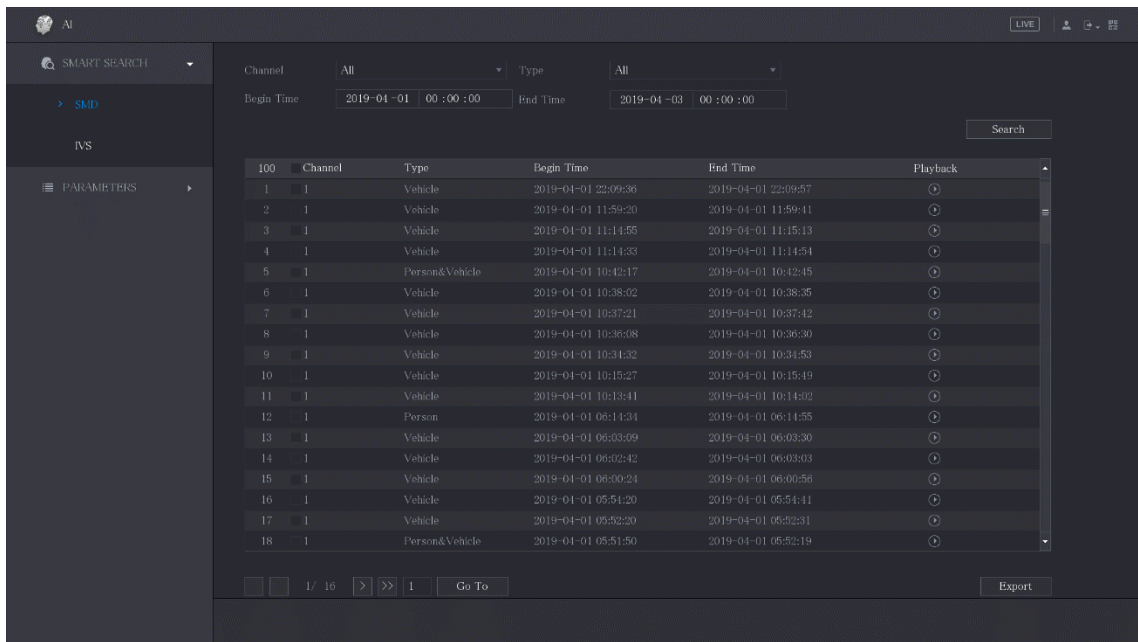 AI LIVE
SMART SEARCH
SMD
IVS
PARAMETERS
Channel All Type All
Begin Time 2019-04-01 00:00:00 End Time 2019-04-03 00:00:00
Search
100 Channel Type Begin Time End Time Playback
1 1 Vehicle 2019-04-01 22:09:36 2019-04-01 22:09:57
2 1 Vehicle 2019-04-01 11:59:20 2019-04-01 11:59:41
3 1 Vehicle 2019-04-01 11:14:55 2019-04-01 11:15:13
4 1 Vehicle 2019-04-01 11:14:33 2019-04-01 11:14:54
5 1 Person&Vehicle 2019-04-01 10:42:17 2019-04-01 10:42:45
6 1 Vehicle 2019-04-01 10:38:02 2019-04-01 10:38:35
7 1 Vehicle 2019-04-01 10:37:21 2019-04-01 10:37:42
8 1 Vehicle 2019-04-01 10:36:08 2019-04-01 10:36:30
9 1 Vehicle 2019-04-01 10:34:32 2019-04-01 10:34:53
10 1 Vehicle 2019-04-01 10:15:27 2019-04-01 10:15:49
11 1 Vehicle 2019-04-01 10:13:41 2019-04-01 10:14:02
12 1 Person 2019-04-01 06:14:34 2019-04-01 06:14:55
13 1 Vehicle 2019-04-01 06:03:09 2019-04-01 06:03:30
14 1 Vehicle 2019-04-01 06:02:42 2019-04-01 06:03:03
15 1 Vehicle 2019-04-01 06:00:24 2019-04-01 06:00:56
16 1 Vehicle 2019-04-01 05:54:20 2019-04-01 05:54:41
17 1 Vehicle 2019-04-01 05:52:20 2019-04-01 05:52:31
18 1 Person&Vehicle 2019-04-01 05:51:50 2019-04-01 05:52:19
1/ 16 > >> 1 Go To Export